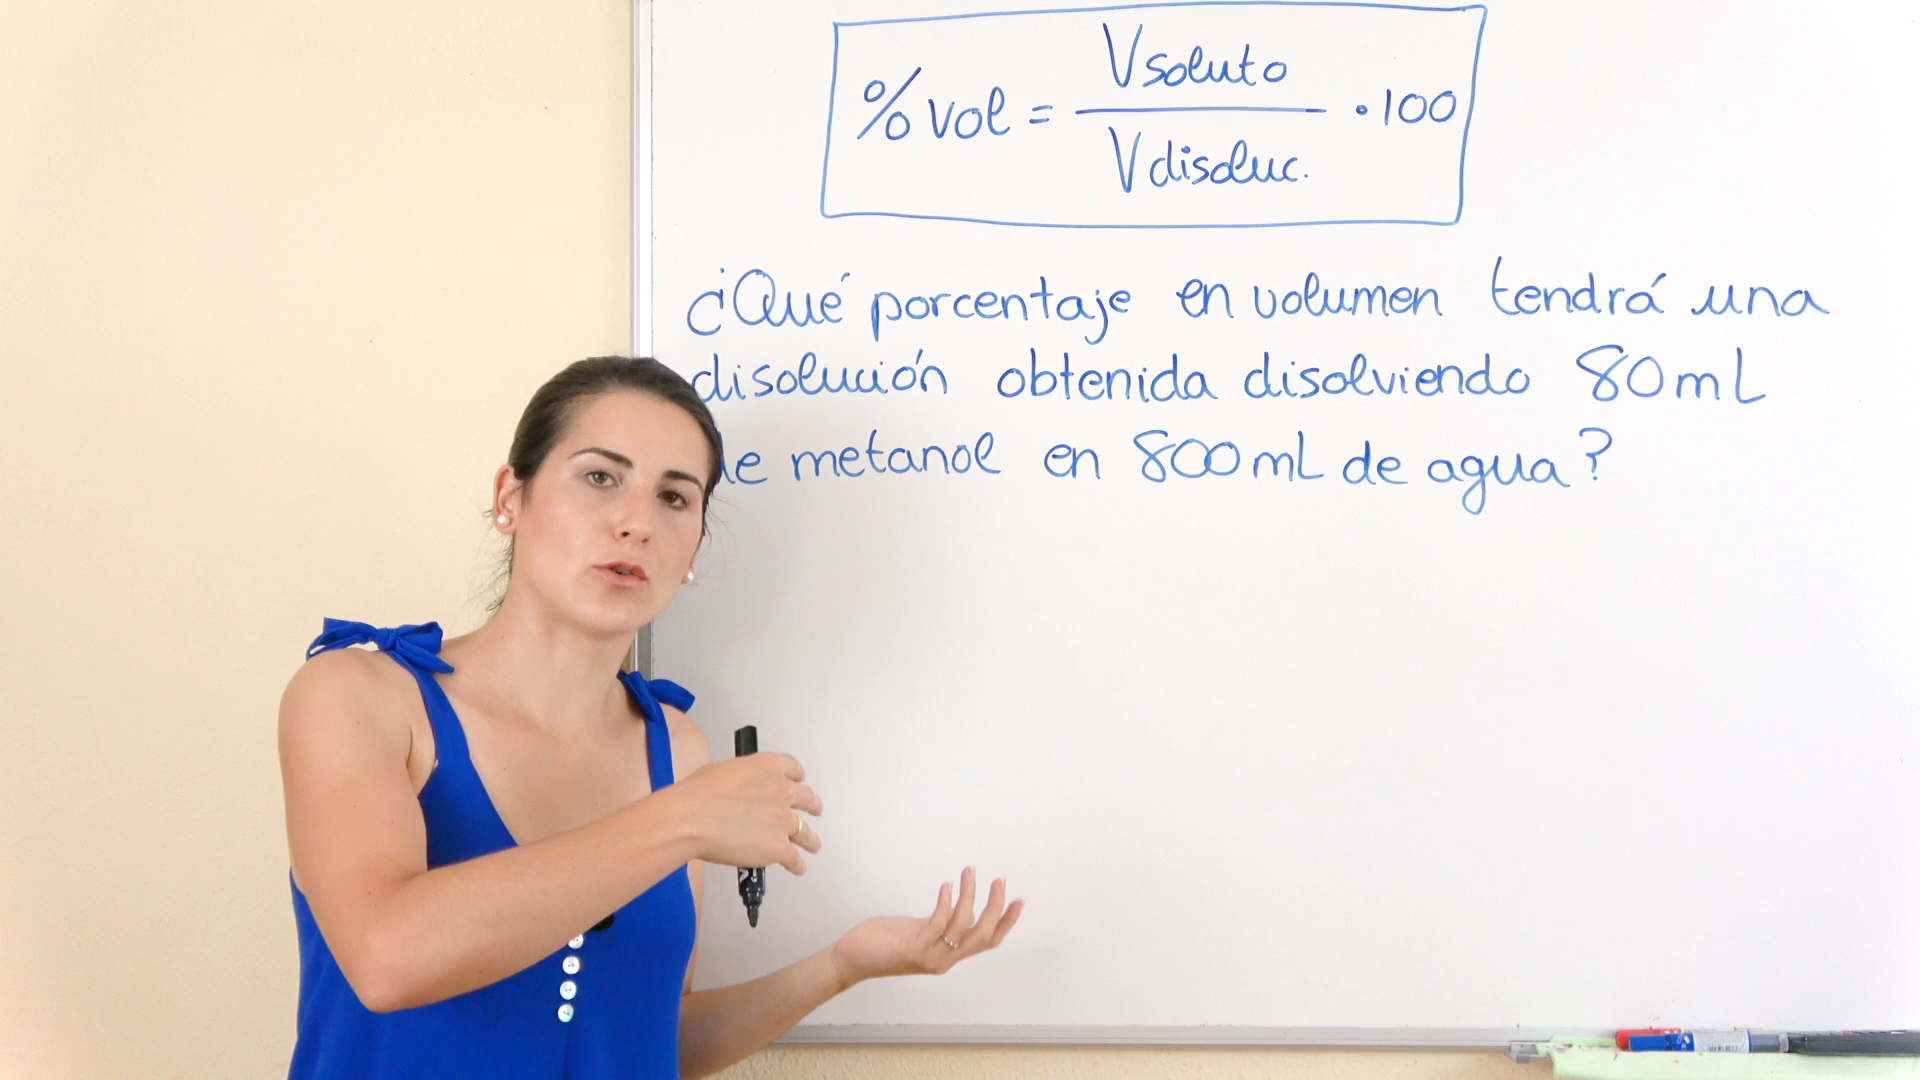 % vol = Vsoluto / Vdisoluc. · 100
¿Qué porcentaje en volumen tendrá una
disolución obtenida disolviendo 80 mL
de metanol en 800 mL de agua?